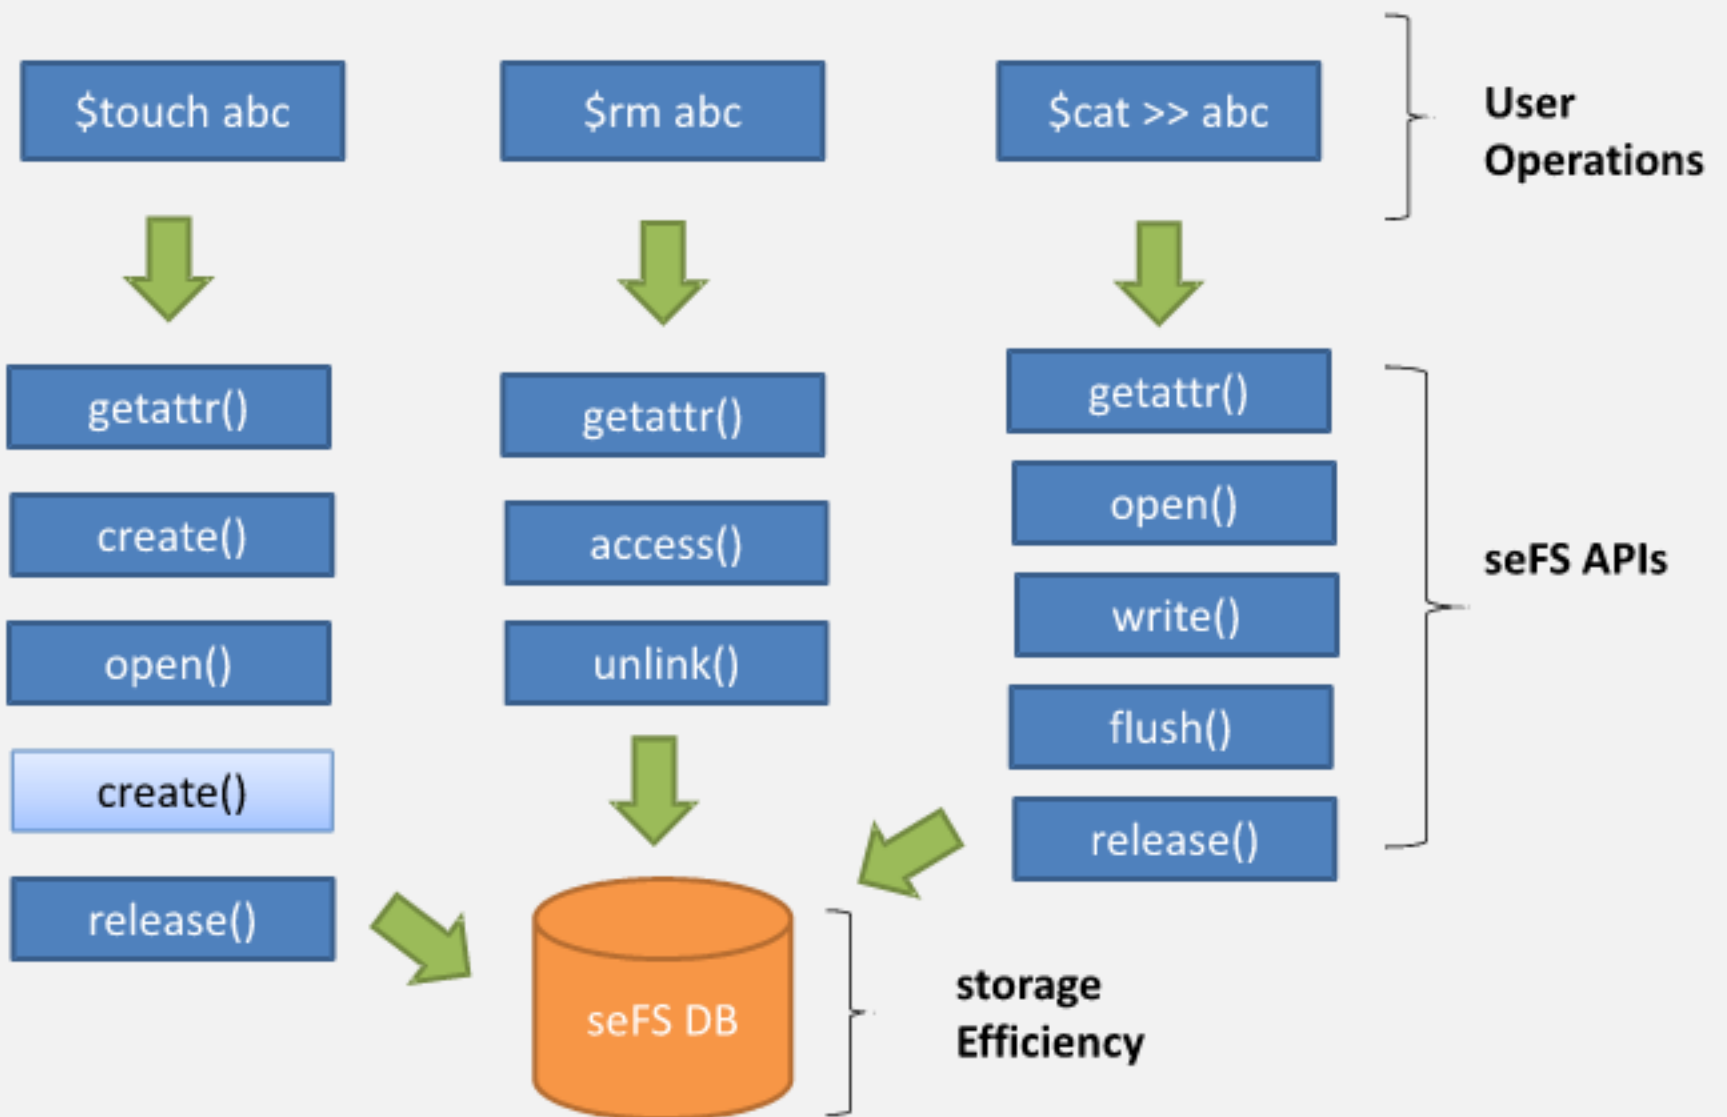 $touch abc
$rm abc
$cat >> abc
User
Operations
getattr()
create()
open()
create()
release()
getattr()
access()
unlink()
getattr()
open()
write()
flush()
release()
seFS APIs
seFS DB
storage
Efficiency